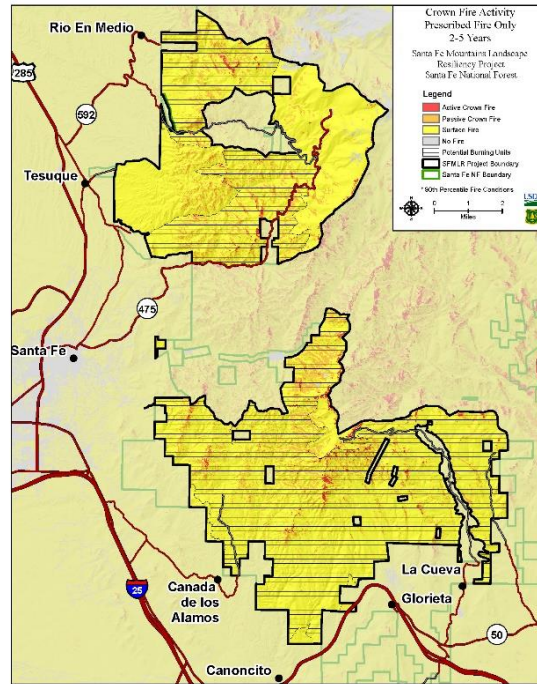 Crown Fire Activity
Prescribed Fire Only
2-5 Years
Santa Fe Mountains Landscape
Resiliency Project
Santa Fe National Forest
Legend
Active Crown Fire
Passive Crown Fire
Surface Fire
No Fire
Potential Burning Units
SFMLR Project Boundary
Santa Fe NF Boundary
* 90th Percentile Fire Conditions
0 1 2
Miles
USDA
Rio En Medio
285
592
Tesuque
475
Santa Fe
25
Canada
de los
Alamos
La Cueva
Glorieta
50
Canoncito